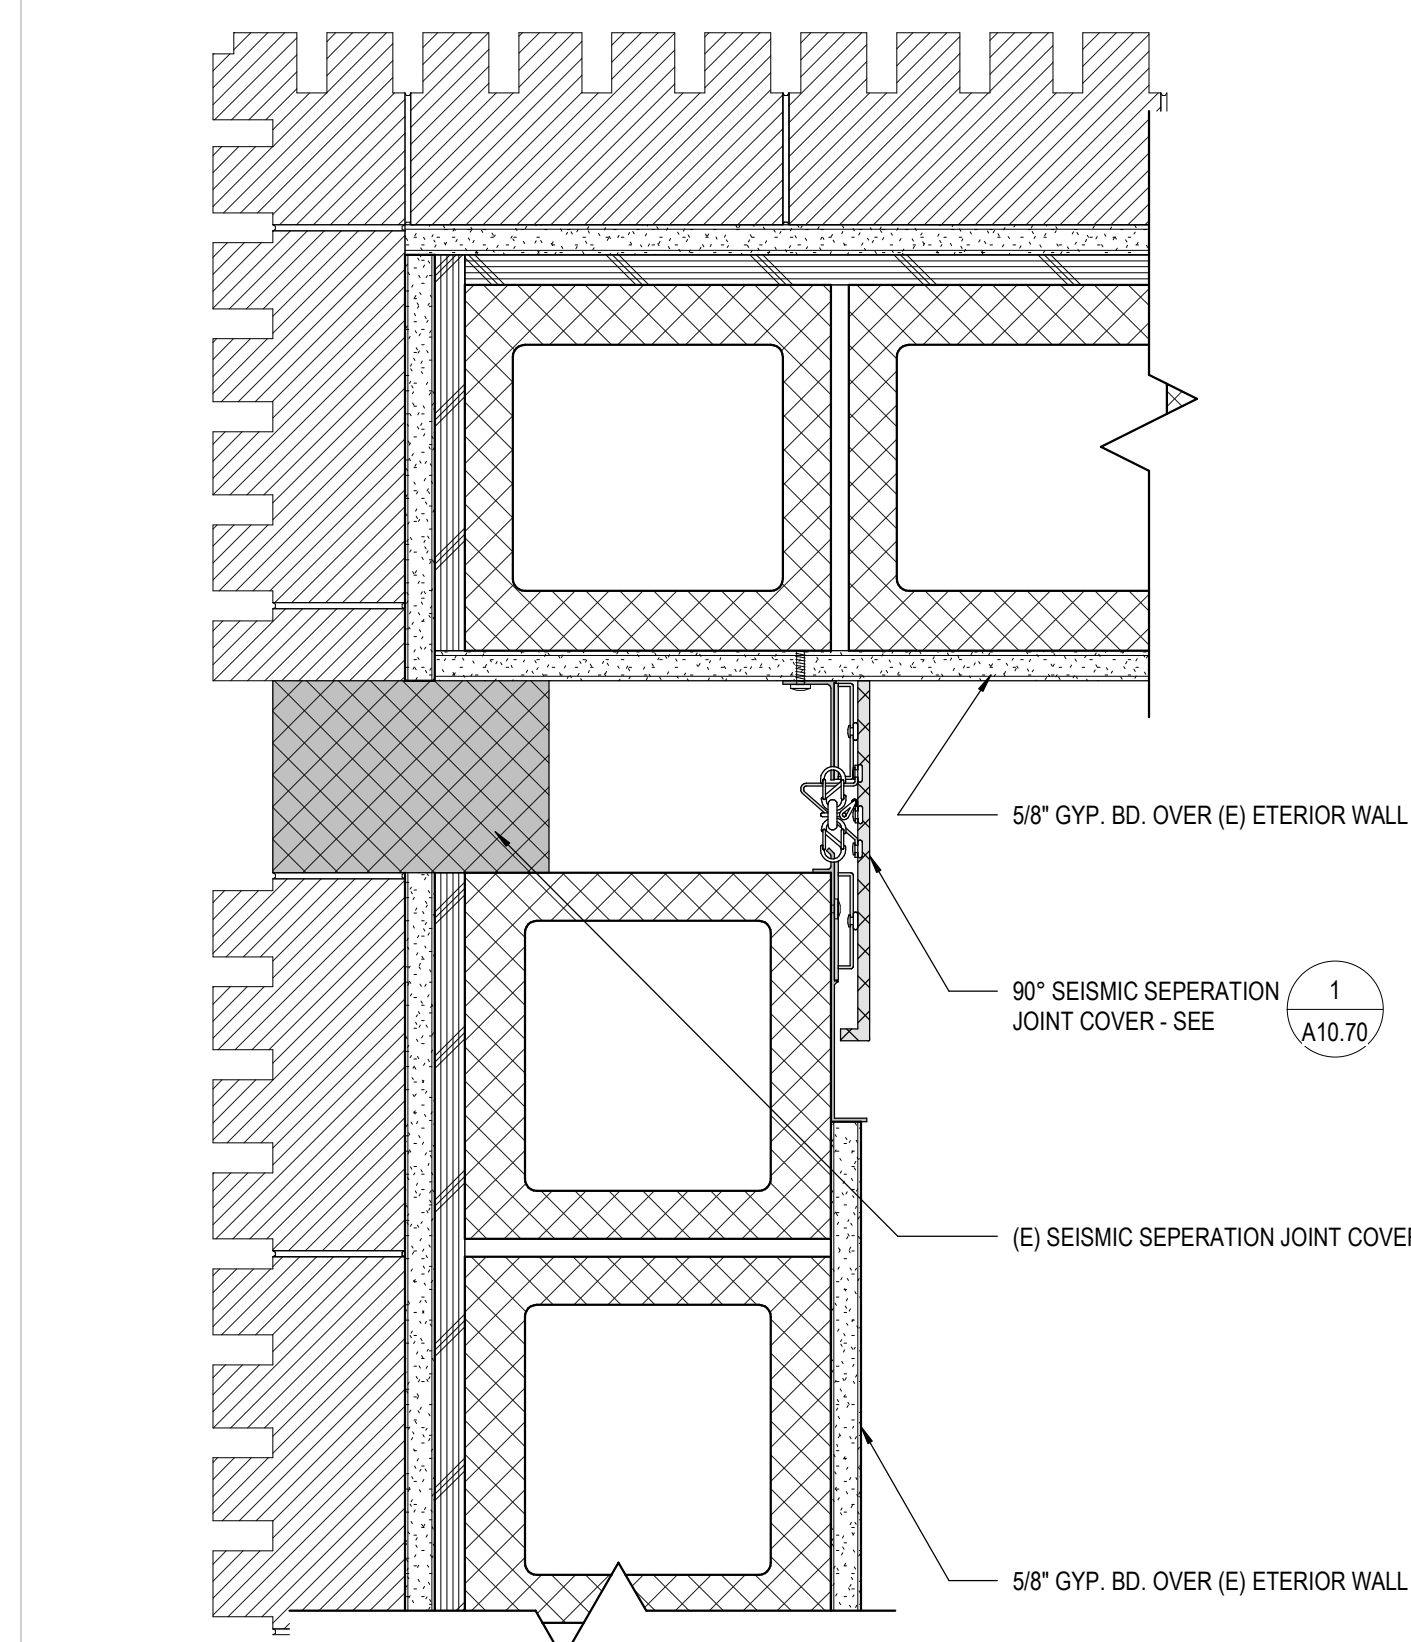 5/8" GYP. BD. OVER (E) ETERIOR WALL
90° SEISMIC SEPERATION
JOINT COVER - SEE
1
A10.70
(E) SEISMIC SEPERATION JOINT COVER
5/8" GYP. BD. OVER (E) ETERIOR WALL